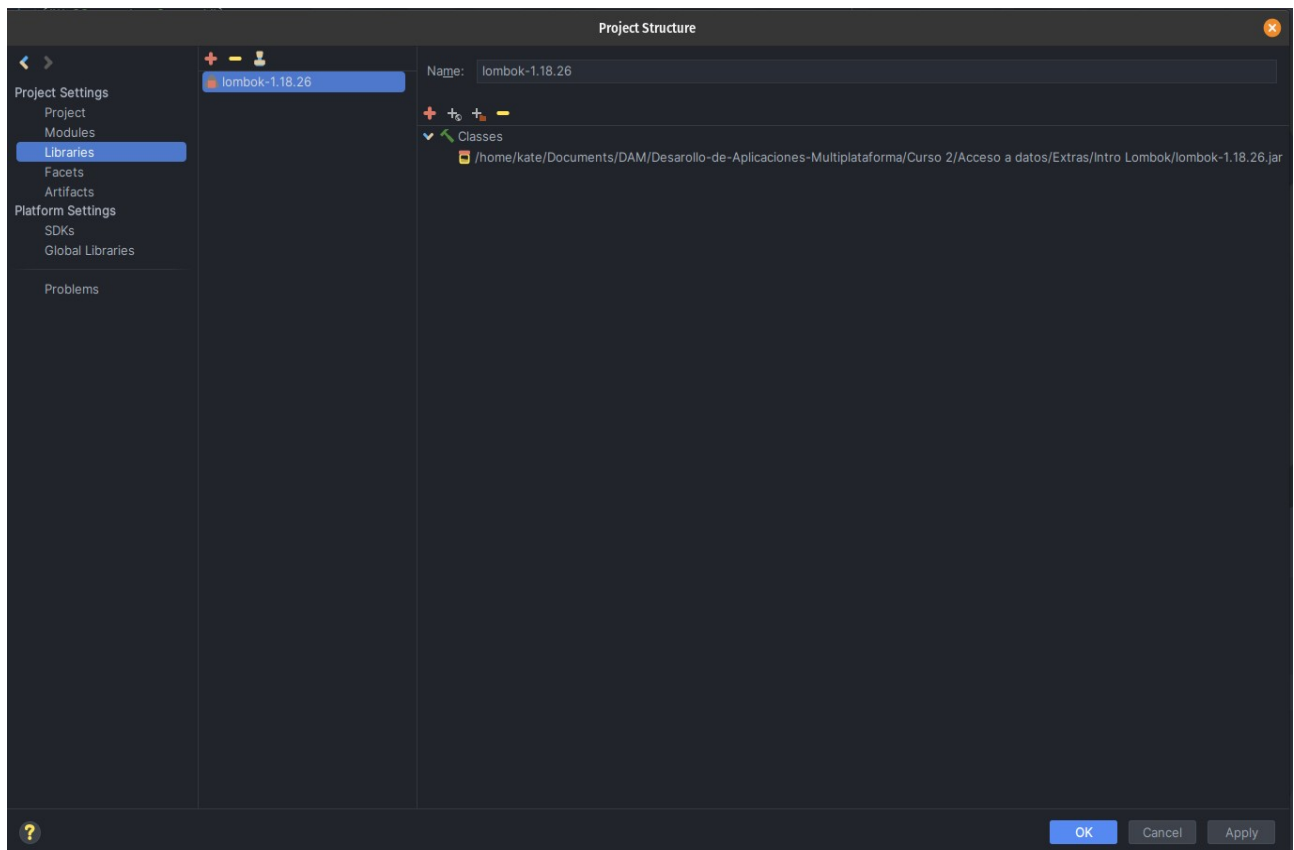 Project Structure
Project Settings
Project
Modules
Libraries
Facets
Artifacts
Platform Settings
SDKs
Global Libraries
Problems
lombok-1.18.26
Name: lombok-1.18.26
Classes
/home/kate/Documents/DAM/Desarollo-de-Aplicaciones-Multiplataforma/Curso 2/Acceso a datos/Extras/Intro Lombok/lombok-1.18.26.jar
? OK Cancel Apply